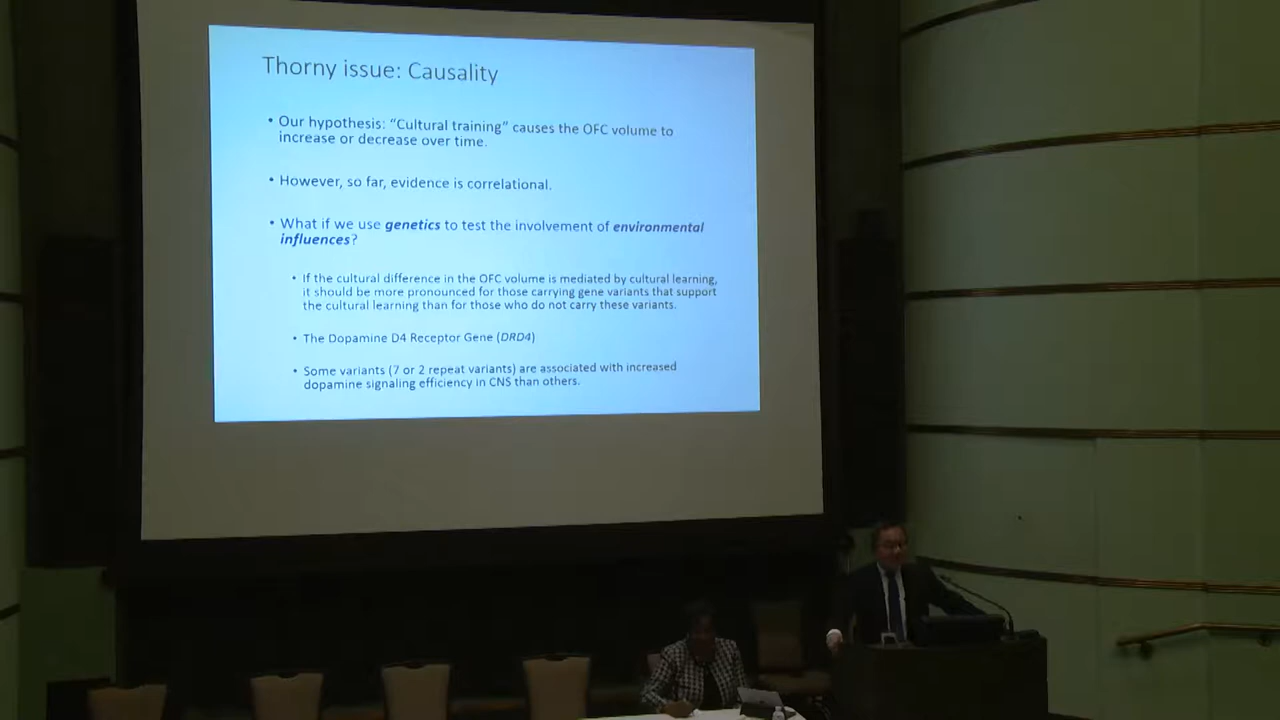 Thorny issue: Causality
• Our hypothesis: “Cultural training” causes the OFC volume to
increase or decrease over time.
• However, so far, evidence is correlational.
• What if we use genetics to test the involvement of environmental
influences?
• If the cultural difference in the OFC volume is mediated by cultural learning,
it should be more pronounced for those carrying gene variants that support
the cultural learning than for those who do not carry these variants.
• The Dopamine D4 Receptor Gene (DRD4)
• Some variants (7 or 2 repeat variants) are associated with increased
dopamine signaling efficiency in CNS than others.